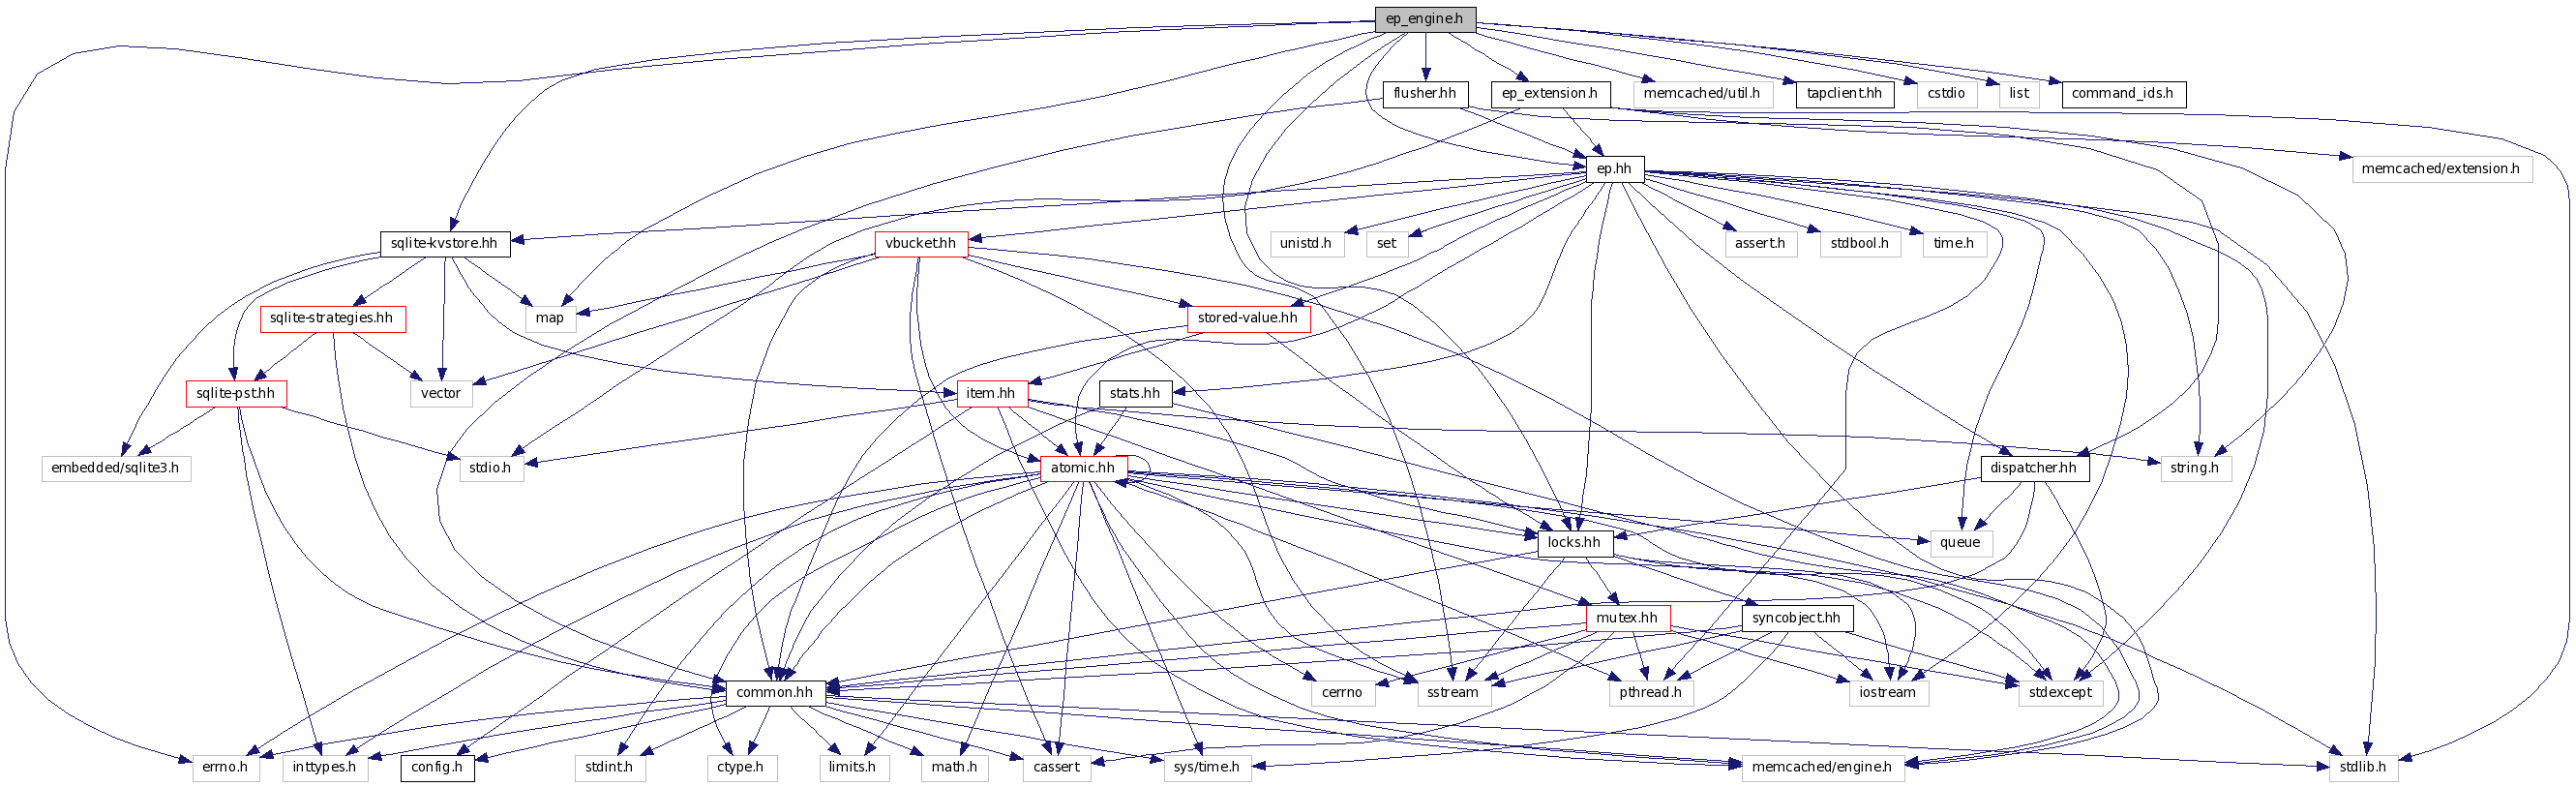 ep_engine.h
flusher.hh
ep_extension.h
memcached/util.h
tapclient.hh
cstdio
list
command_ids.h
ep.hh
memcached/extension.h
sqlite-kvstore.hh
vbucket.hh
unistd.h
set
assert.h
stdbool.h
time.h
sqlite-strategies.hh
map
stored-value.hh
sqlite-pst.hh
vector
item.hh
stats.hh
embedded/sqlite3.h
stdio.h
atomic.hh
dispatcher.hh
string.h
locks.hh
queue
mutex.hh
syncobject.hh
common.hh
cerrno
sstream
pthread.h
iostream
stdexcept
errno.h
inttypes.h
config.h
stdint.h
ctype.h
limits.h
math.h
cassert
sys/time.h
memcached/engine.h
stdlib.h